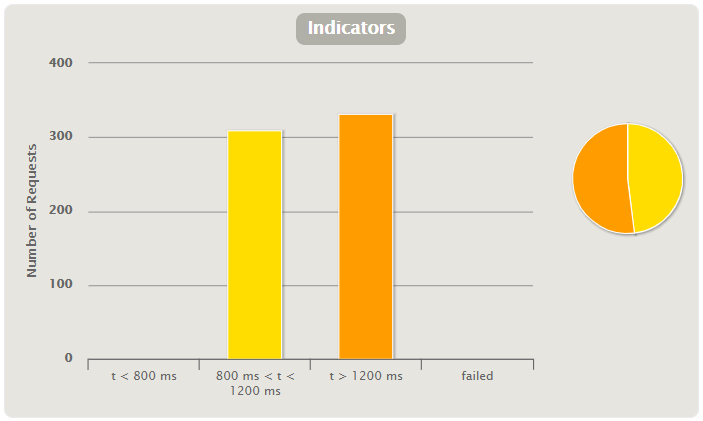 Indicators
400
300
200
100
0
Number of Requests
t < 800 ms
800 ms < t <
1200 ms
t > 1200 ms
failed